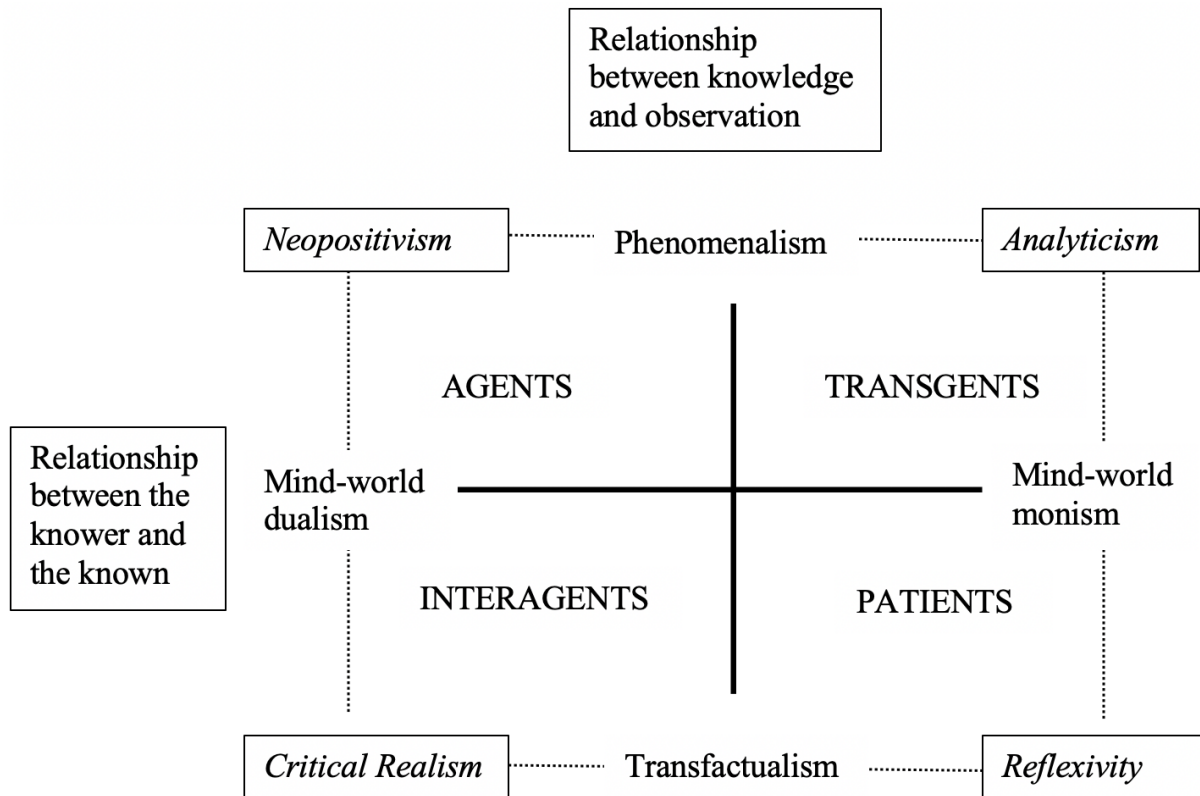 Relationship
between knowledge
and observation
Neopositivism
Phenomenalism
Analyticism
AGENTS
TRANSGENTS
Relationship
between the
knower and
the known
Mind-world
dualism
Mind-world
monism
INTERAGENTS
PATIENTS
Critical Realism
Transfactualism
Reflexivity